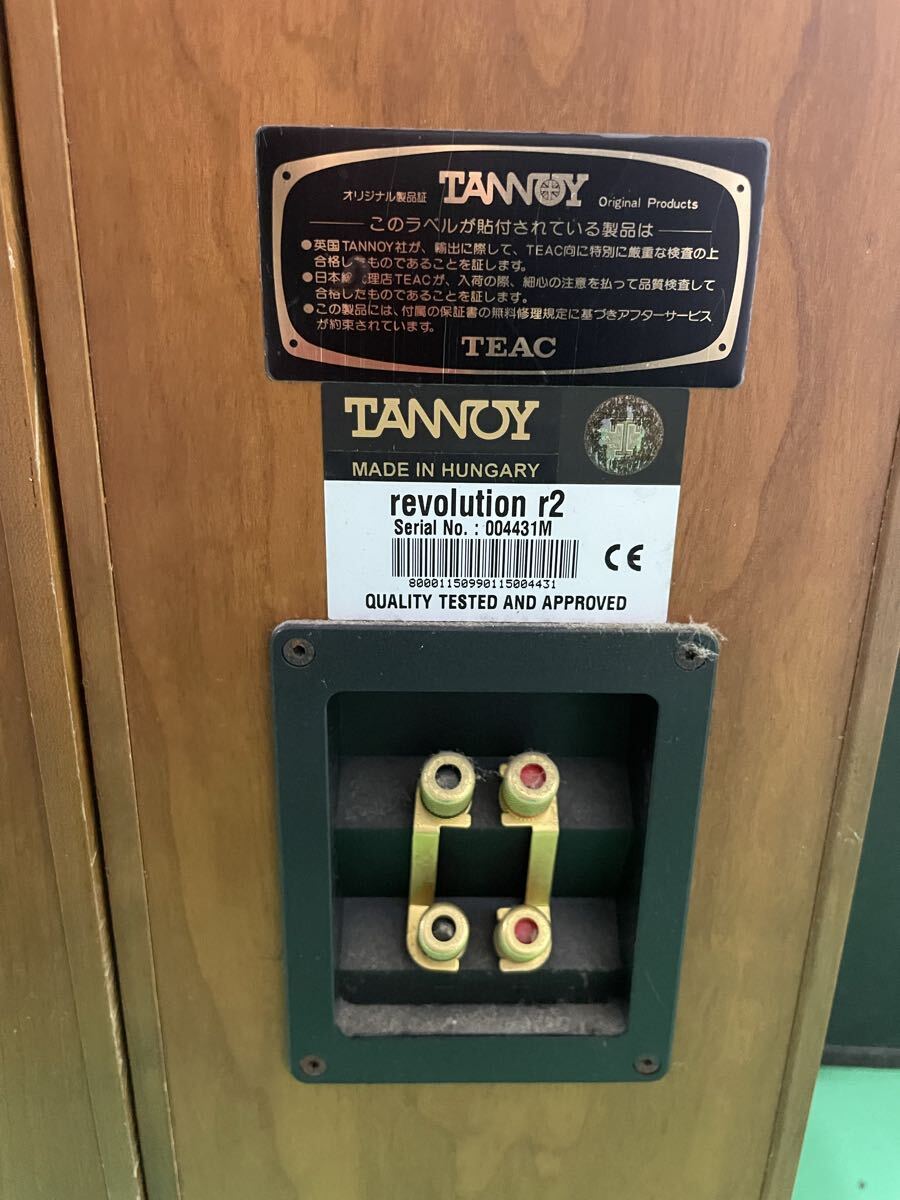 オリジナル製品証 TANNOY Original Products
このラベルが貼付されている製品は
●英国TANNOY社が、輸出に際して、TEAC向に特別に厳重な検査の上
合格したものであることを証します。
●日本総代理店TEACが、入荷の際、細心の注意を払って品質検査して
合格したものであることを証します。
●この製品には、付属の保証書の無料修理規定に基づきアフターサービス
が約束されています。
TEAC
TANNOY
MADE IN HUNGARY
revolution r2
Serial No. : 004431M
CE
80001150990115004431
QUALITY TESTED AND APPROVED